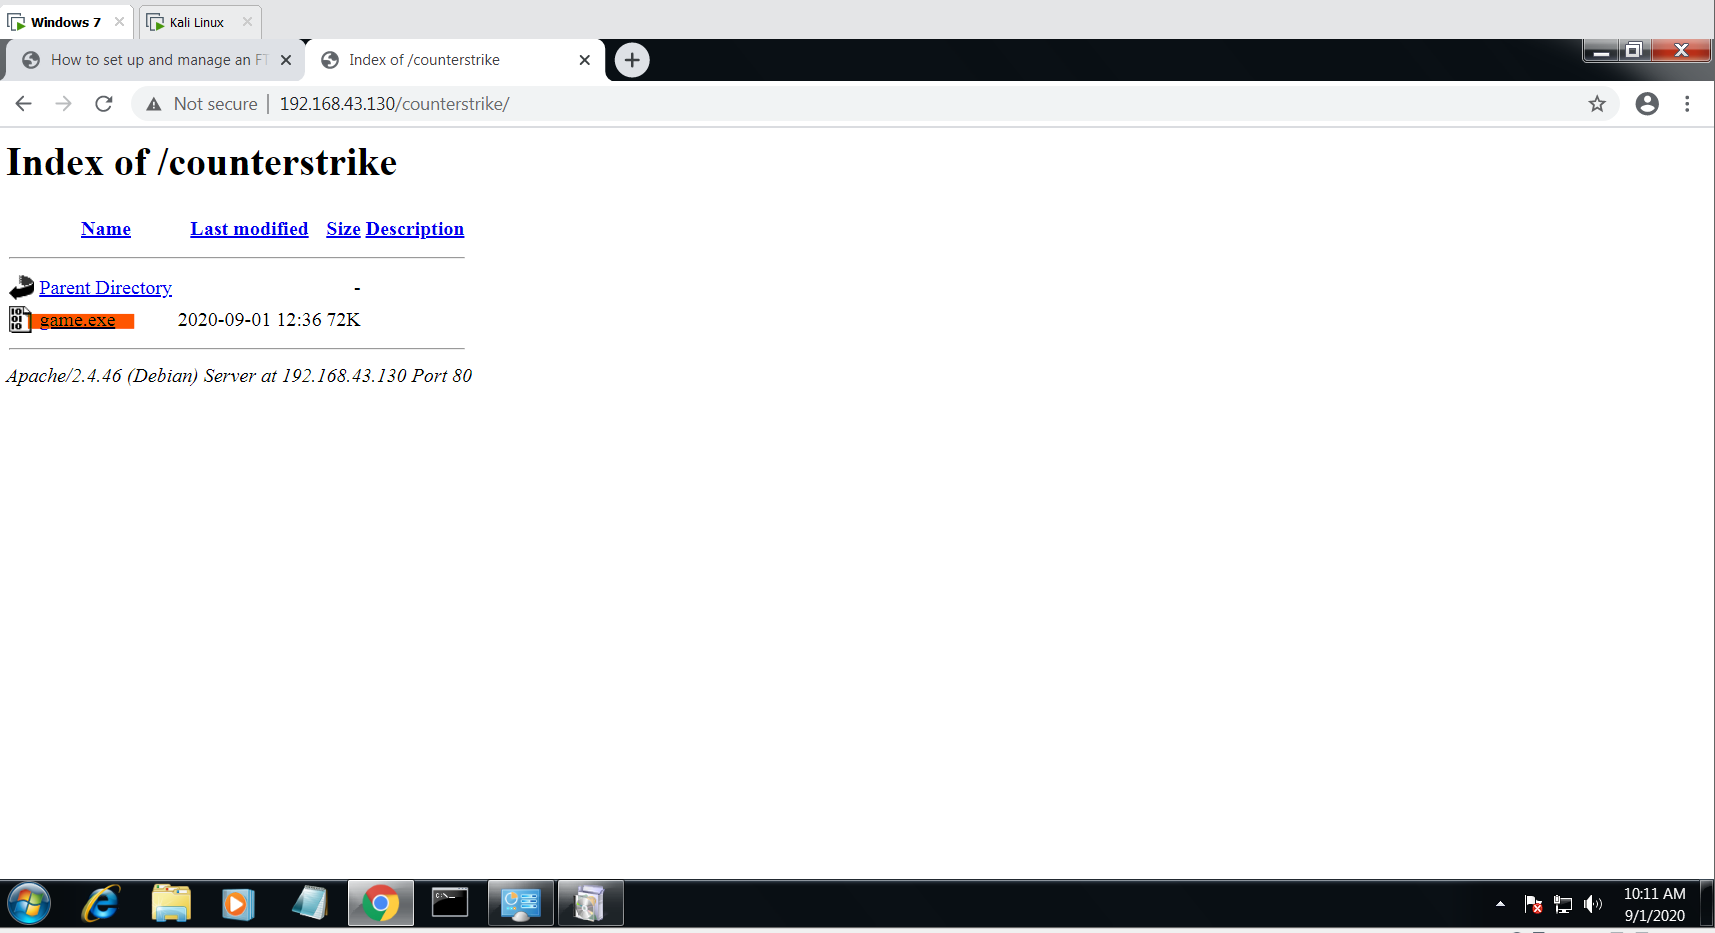 Windows 7
Kali Linux
How to set up and manage an FT
Index of /counterstrike
Not secure | 192.168.43.130/counterstrike/
Index of /counterstrike
Name Last modified Size Description
Parent Directory -
game.exe 2020-09-01 12:36 72K
Apache/2.4.46 (Debian) Server at 192.168.43.130 Port 80
10:11 AM
9/1/2020